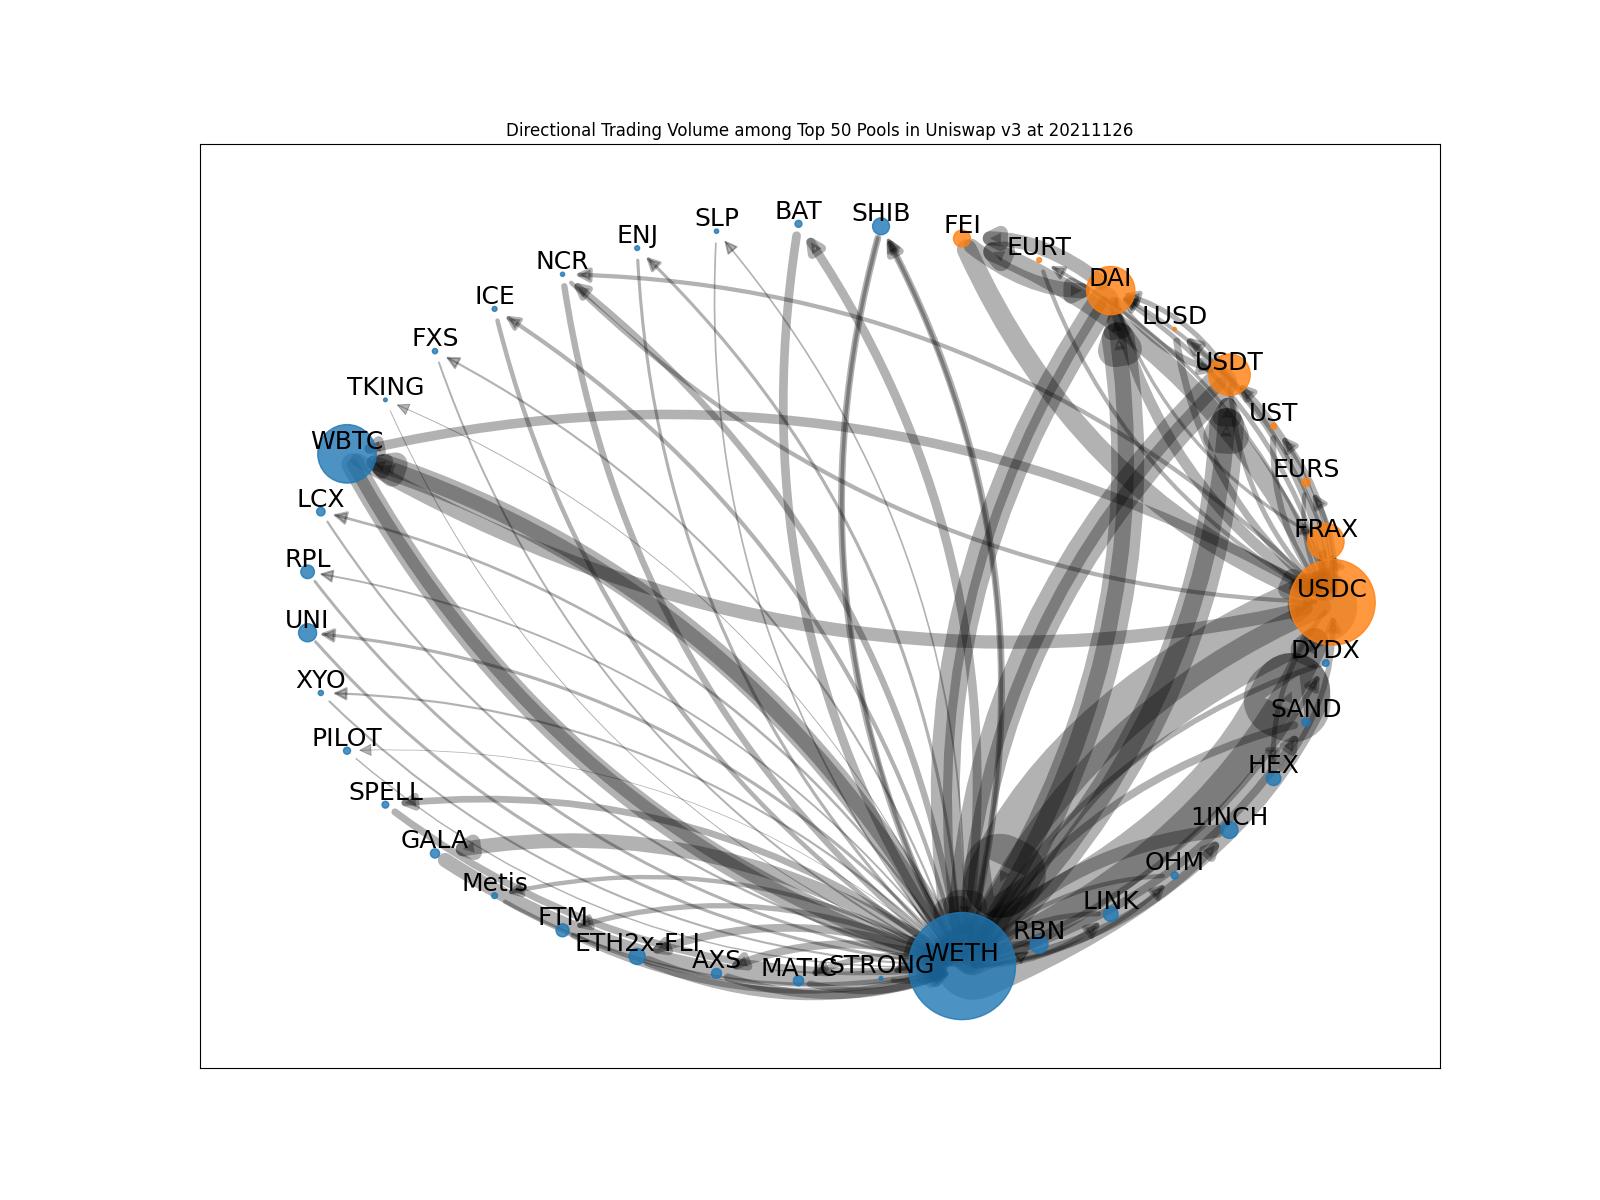 Directional Trading Volume among Top 50 Pools in Uniswap v3 at 20211126
BAT
SHIB
SLP
FEI
ENJ
EURT
NCR
DAI
ICE
LUSD
FXS
USDT
TKING
UST
WBTC
EURS
LCX
FRAX
RPL
USDC
UNI
DYDX
XYO
SAND
PILOT
HEX
SPELL
1INCH
GALA
OHM
Metis
LINK
FTM
RBN
ETH2x-FLI
WETH
AXS
MATIC
STRONG